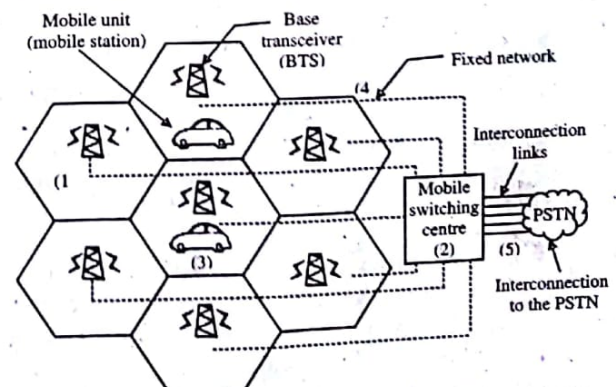 Mobile unit
(mobile station)
Base
transceiver
(BTS)
(4
Fixed network
Interconnection
links
(1
Mobile
switching
centre
(2)
PSTN
(3)
(5)
Interconnection
to the PSTN